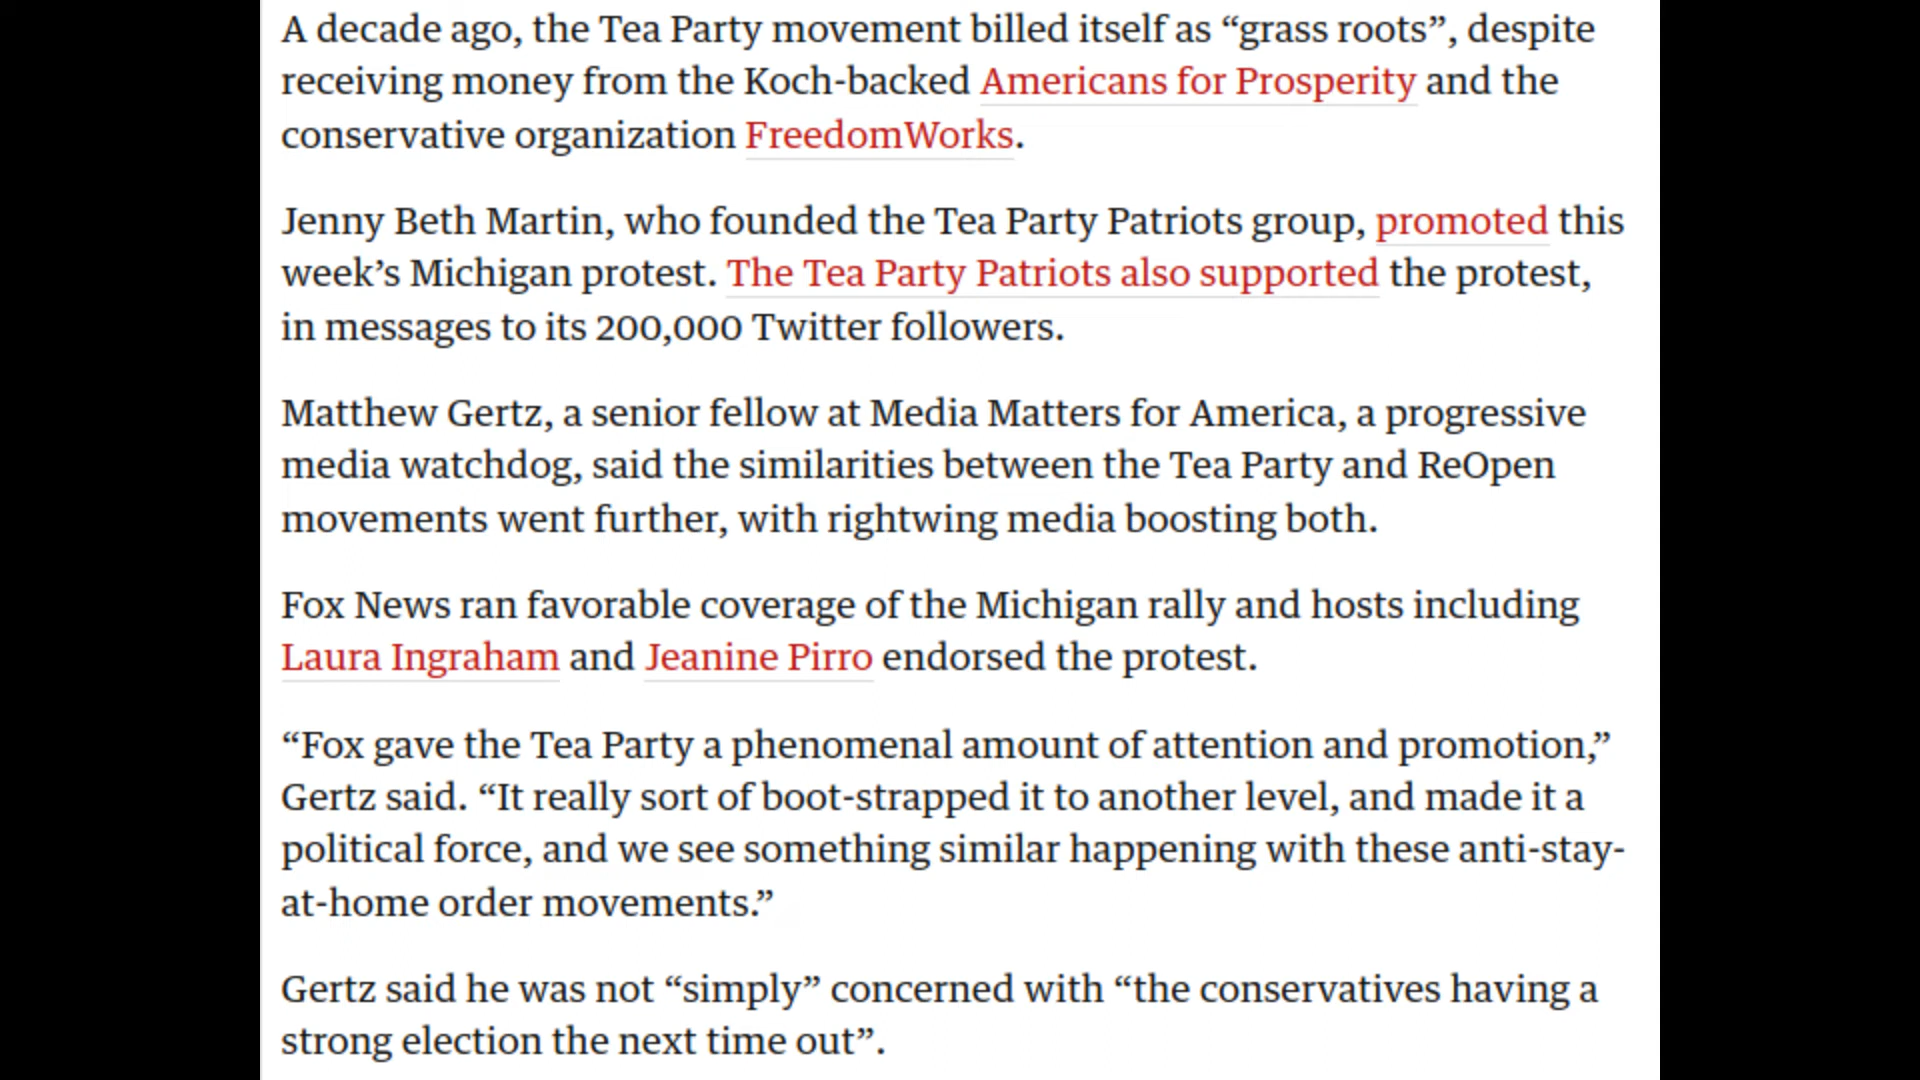 A decade ago, the Tea Party movement billed itself as “grass roots”, despite
receiving money from the Koch-backed Americans for Prosperity and the
conservative organization FreedomWorks.
Jenny Beth Martin, who founded the Tea Party Patriots group, promoted this
week’s Michigan protest. The Tea Party Patriots also supported the protest,
in messages to its 200,000 Twitter followers.
Matthew Gertz, a senior fellow at Media Matters for America, a progressive
media watchdog, said the similarities between the Tea Party and ReOpen
movements went further, with rightwing media boosting both.
Fox News ran favorable coverage of the Michigan rally and hosts including
Laura Ingraham and Jeanine Pirro endorsed the protest.
“Fox gave the Tea Party a phenomenal amount of attention and promotion,”
Gertz said. “It really sort of boot-strapped it to another level, and made it a
political force, and we see something similar happening with these anti-stay-
at-home order movements.”
Gertz said he was not “simply” concerned with “the conservatives having a
strong election the next time out”.